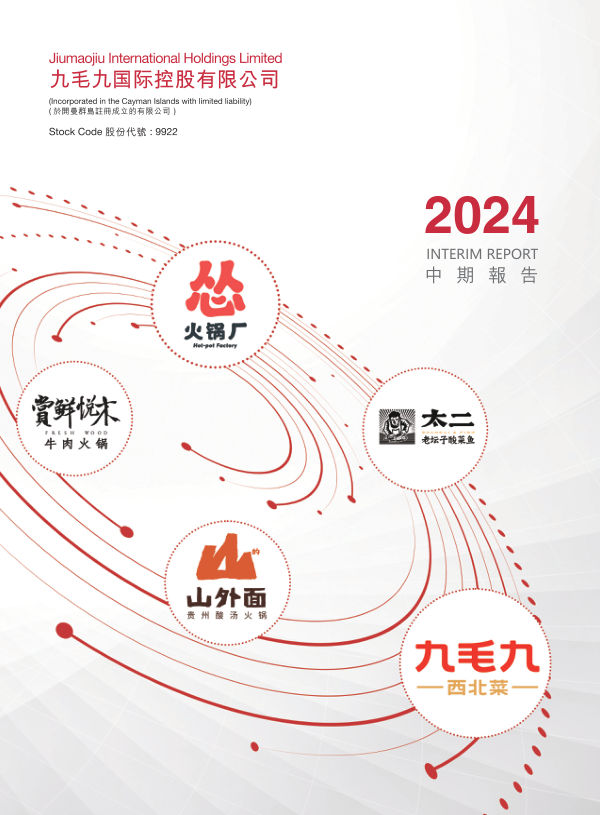 Jiumaojiu International Holdings Limited
九毛九国际控股有限公司
(Incorporated in the Cayman Islands with limited liability)
(於開曼群島註冊成立的有限公司)
Stock Code 股份代號 : 9922
2024
INTERIM REPORT
中期報告
怂
火锅厂
Hot-pot Factory
賞鮮悦木
FRESH WOOD
牛肉火锅
太二
老坛子酸菜鱼
山的
山外面
贵州酸汤火锅
九毛九
西北菜